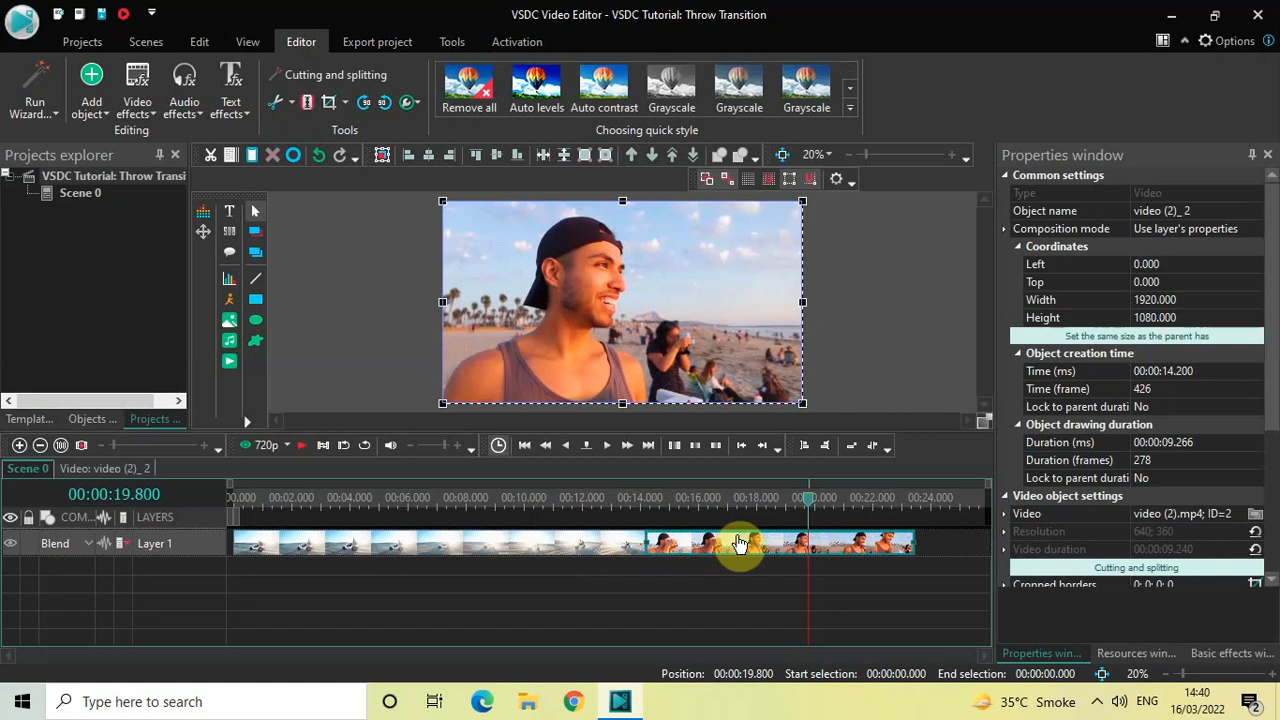 VSDC Video Editor - VSDC Tutorial: Throw Transition
Projects Scenes Edit View Editor Export project Tools Activation Options
Run Wizard...
Add object
Video effects
Audio effects
Text effects
Editing
Cutting and splitting
Tools
Remove all Auto levels Auto contrast Grayscale Grayscale Grayscale
Choosing quick style
Projects explorer
20%
VSDC Tutorial: Throw Transi
Scene 0
Templat... Objects ... Projects ...
Properties window
Common settings
Type Video
Object name video (2)_ 2
Composition mode Use layer's properties
Coordinates
Left 0.000
Top 0.000
Width 1920.000
Height 1080.000
Set the same size as the parent has
Object creation time
Time (ms) 00:00:14.200
Time (frame) 426
Lock to parent durati No
Object drawing duration
Duration (ms) 00:00:09.266
Duration (frames) 278
Lock to parent durati No
Video object settings
Video video (2).mp4; ID=2
Resolution 640; 360
Video duration 00:00:09.240
Cutting and splitting
Cropped borders 0; 0; 0; 0
Properties win... Resources win... Basic effects wi...
720p
Scene 0 Video: video (2)_ 2
00:00:19.800
.000 00:02.000 00:04.000 00:06.000 00:08.000 00:10.000 00:12.000 00:14.000 00:16.000 00:18.000 00:22.000 00:24.000
COM... LAYERS
Blend Layer 1
Position: 00:00:19.800 Start selection: 00:00:00.000 End selection: 00:00:00.000 20%
Type here to search
35°C Smoke
ENG
14:40
16/03/2022
2